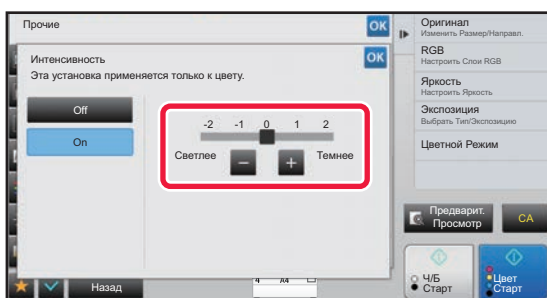 Прочие
OK
Интенсивность
OK
Эта установка применяется только к цвету.
Off
On
-2 -1 0 1 2
Светлее
Темнее
Назад
4 A4
Оригинал
Изменить Размер/Направл.
RGB
Настроить Слои RGB
Яркость
Настроить Яркость
Экспозиция
Выбрать Тип/Экспозицию
Цветной Режим
Предварит.
Просмотр
CA
Ч/Б
Старт
Цвет
Старт